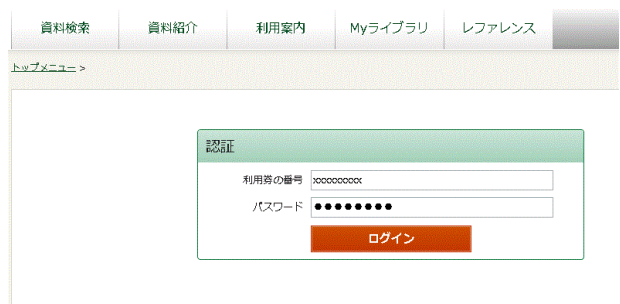 資料検索 資料紹介 利用案内 Myライブラリ レファレンス
トップメニュー >
認証
利用券の番号 xxxxxxxxxx
パスワード ●●●●●●●●
ログイン